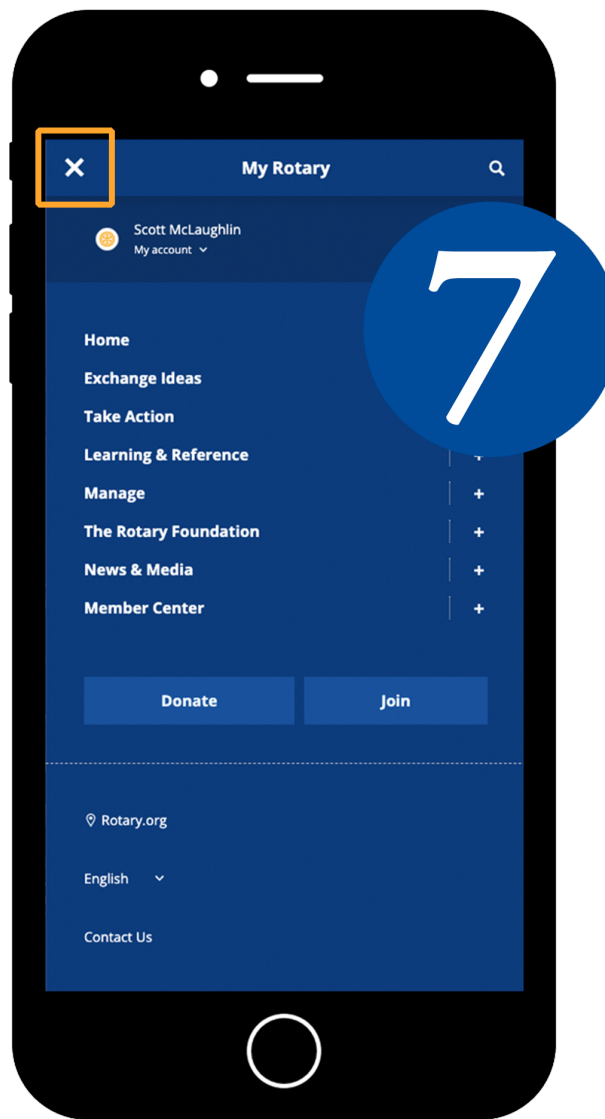 My Rotary
Scott McLaughlin
My account
7
Home
Exchange Ideas
Take Action
Learning & Reference
+
Manage
+
The Rotary Foundation
+
News & Media
+
Member Center
+
Donate
Join
Rotary.org
English
Contact Us